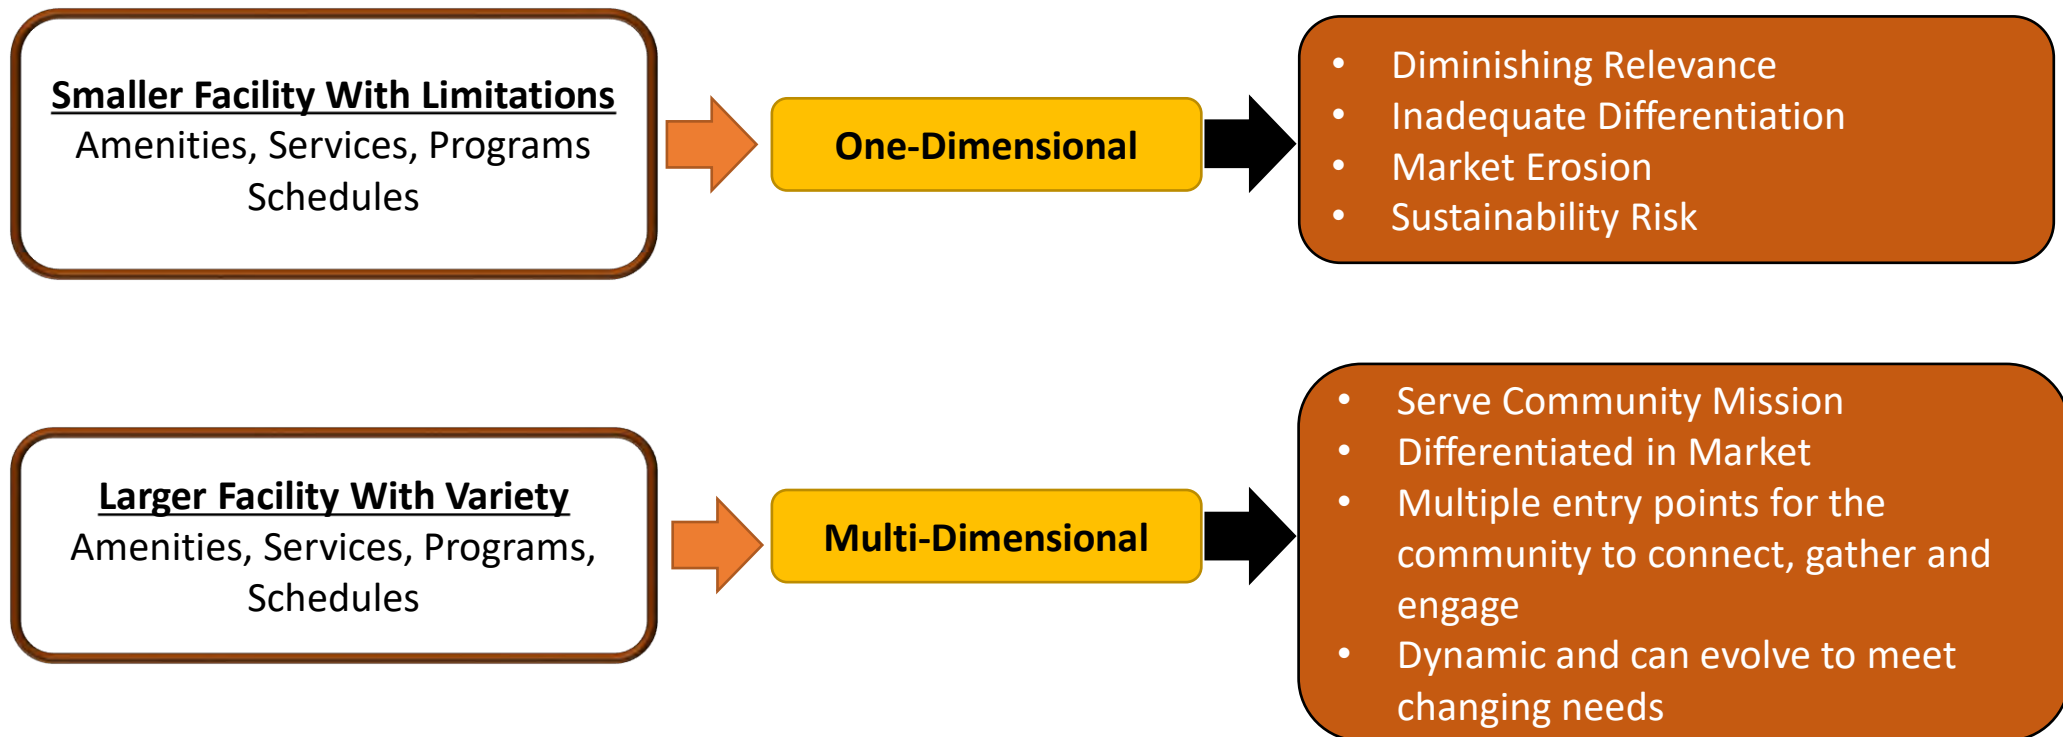 Smaller Facility With Limitations
Amenities, Services, Programs
Schedules
One-Dimensional
• Diminishing Relevance
• Inadequate Differentiation
• Market Erosion
• Sustainability Risk
Larger Facility With Variety
Amenities, Services, Programs,
Schedules
Multi-Dimensional
• Serve Community Mission
• Differentiated in Market
• Multiple entry points for the
community to connect, gather and
engage
• Dynamic and can evolve to meet
changing needs